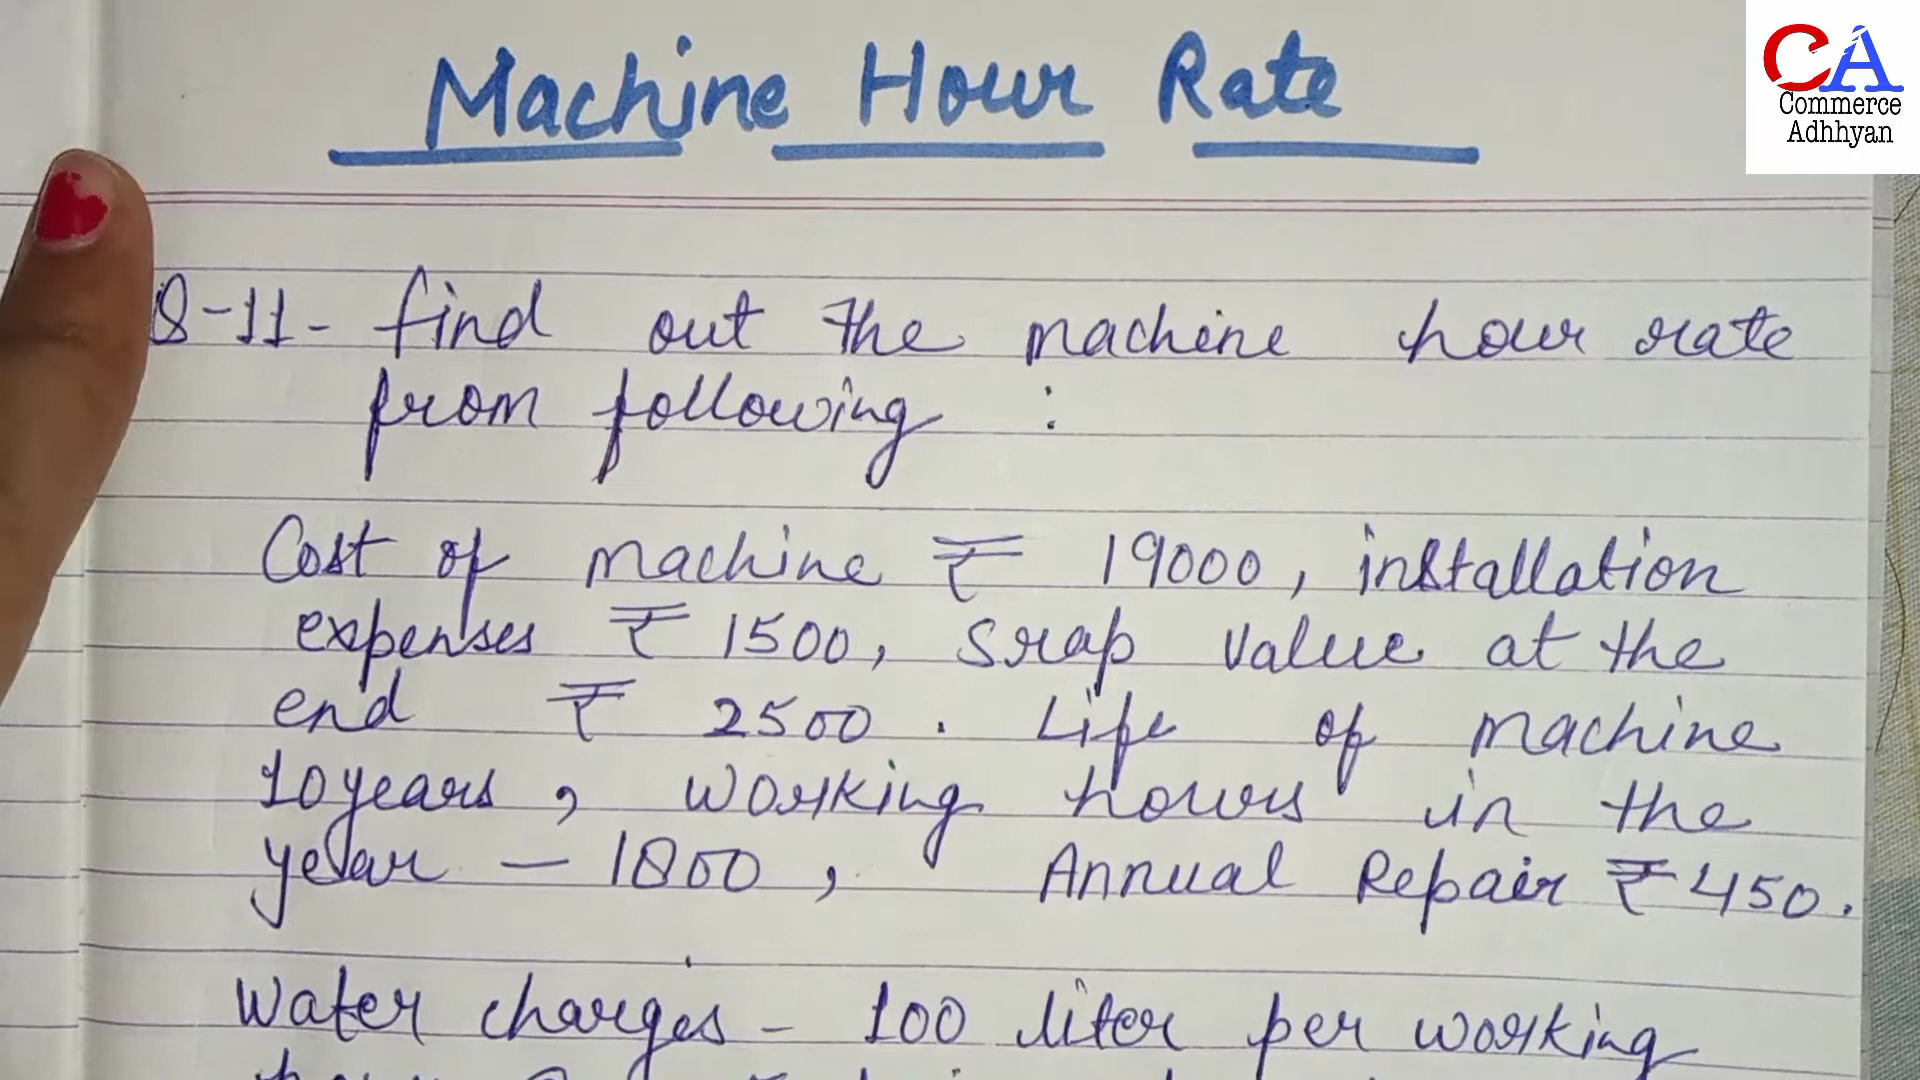 Machine Hour Rate
CA
Commerce
Adhhyan
Q-11- find out the machine hour rate
from following :
Cost of machine ₹ 19000, installation
expenses ₹ 1500, Srap value at the
end ₹ 2500. Life of machine
10 years, working hours in the
year - 1800, Annual Repair ₹ 450.
Water charges - 100 liter per working